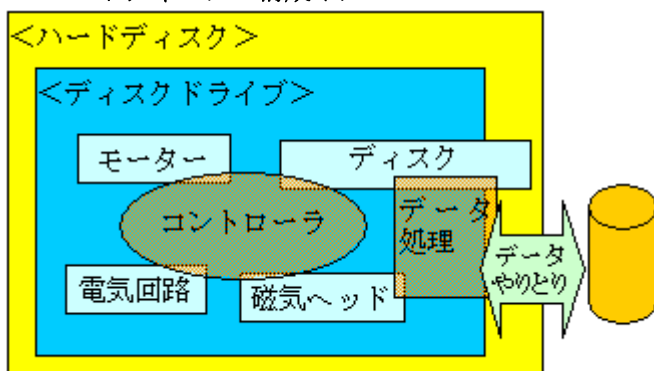 ＜ハードディスク＞
＜ディスクドライブ＞
モーター
ディスク
コントローラ
データ
処理
データ
やりとり
電気回路
磁気ヘッド